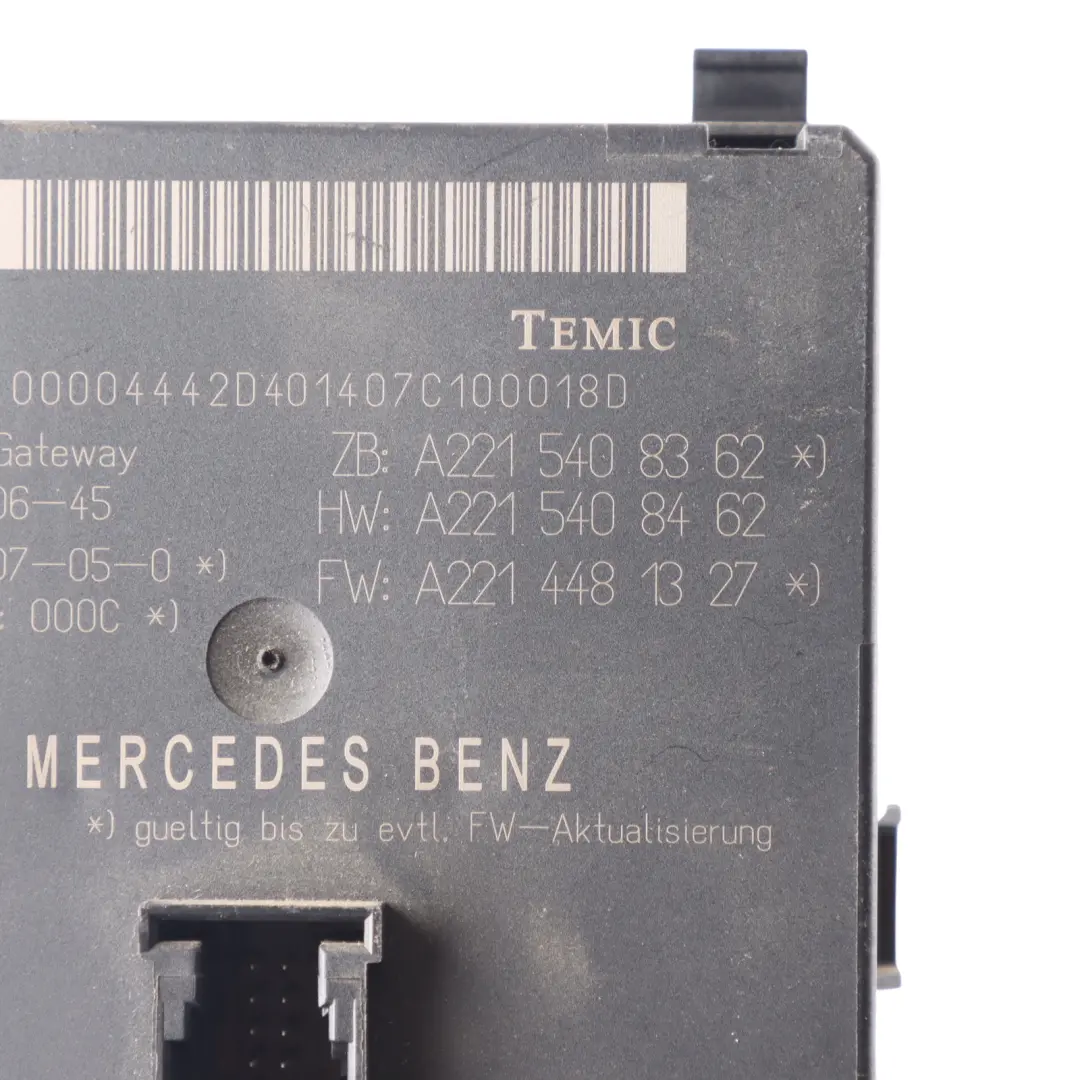 TEMIC
00004442D401407C100018D
Gateway ZB: A221 540 83 62 *)
06-45 HW: A221 540 84 62
07-05-0 *) FW: A221 448 13 27 *)
: 000C *)
MERCEDES BENZ
*) gueltig bis zu evtl. FW-Aktualisierung